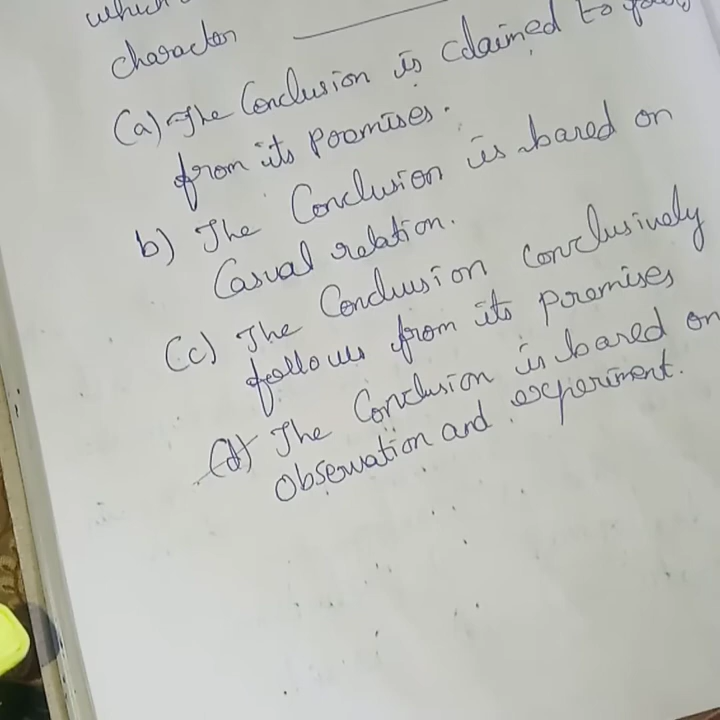 which
character
(a) The Conclusion is claimed to
from its premises.
b) The Conclusion is based on
Casual relation.
(c) The Conclusion conclusively
follows from its premises
(d) The Conclusion is based on
Observation and experiment.